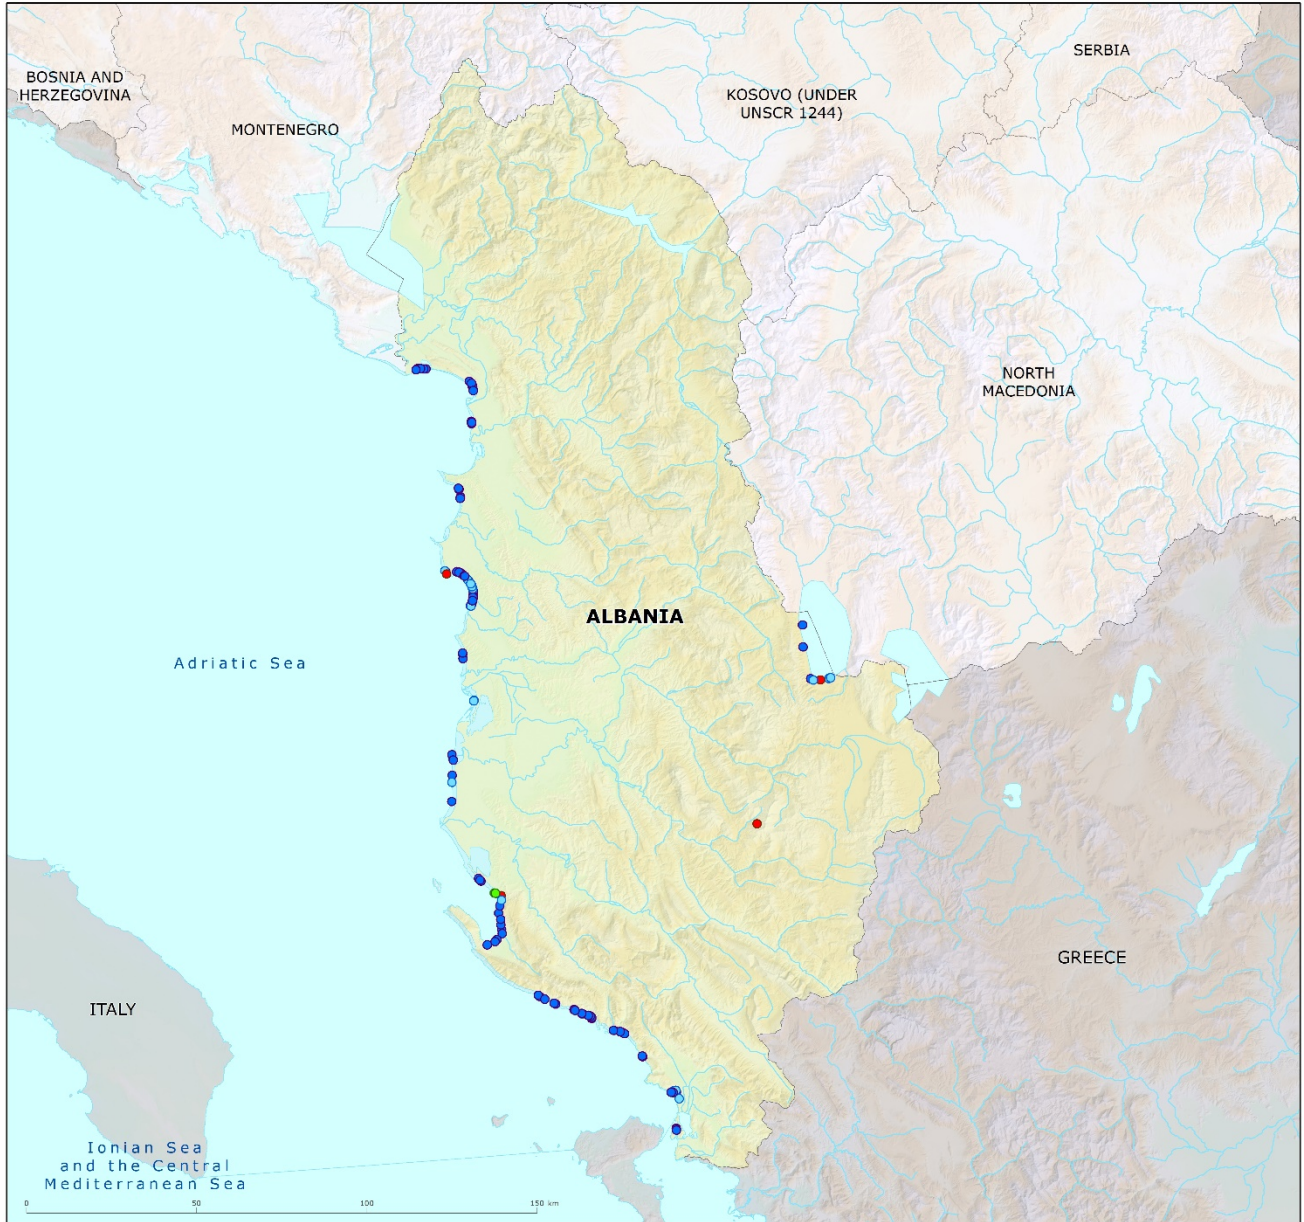 SERBIA
BOSNIA AND
HERZEGOVINA
KOSOVO (UNDER
UNSCR 1244)
MONTENEGRO
NORTH
MACEDONIA
ALBANIA
Adriatic Sea
GREECE
ITALY
Ionian Sea
and the Central
Mediterranean Sea
0 50 100 150 km